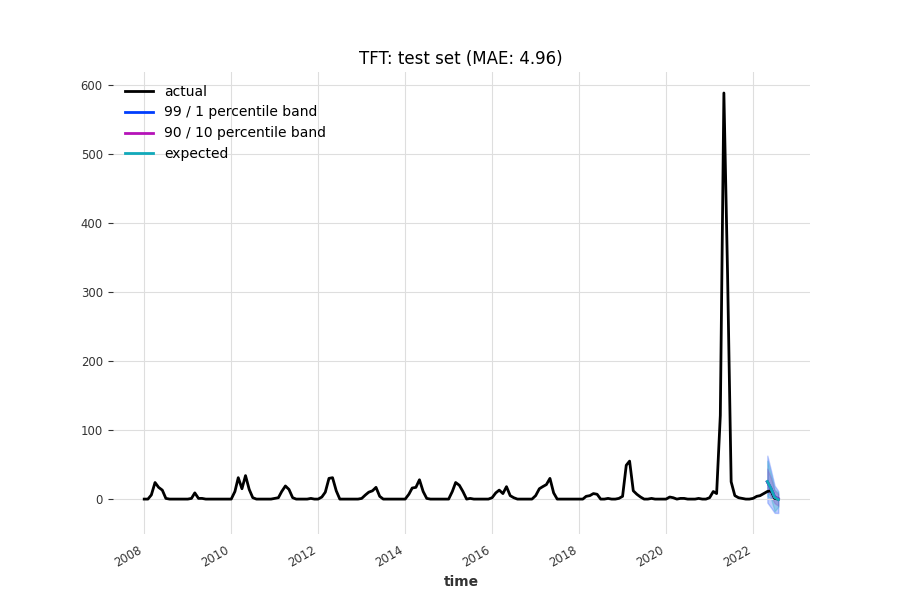 TFT: test set (MAE: 4.96)
actual
99 / 1 percentile band
90 / 10 percentile band
expected
600
500
400
300
200
100
0
2008
2010
2012
2014
2016
2018
2020
2022
time